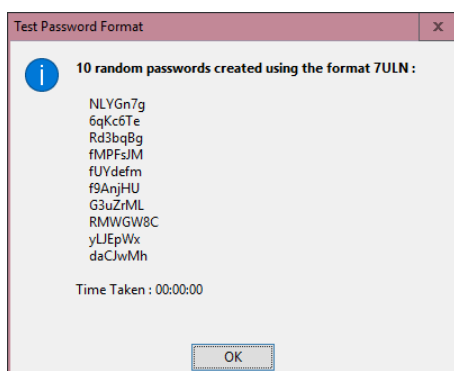 Test Password Format
x
10 random passwords created using the format 7ULN :
NLYGn7g
6qKc6Te
Rd3bqBg
fMPFsJM
fUYdefm
f9AnjHU
G3uZrML
RMWGW8C
yLJEpWx
daCJwMh
Time Taken : 00:00:00
OK